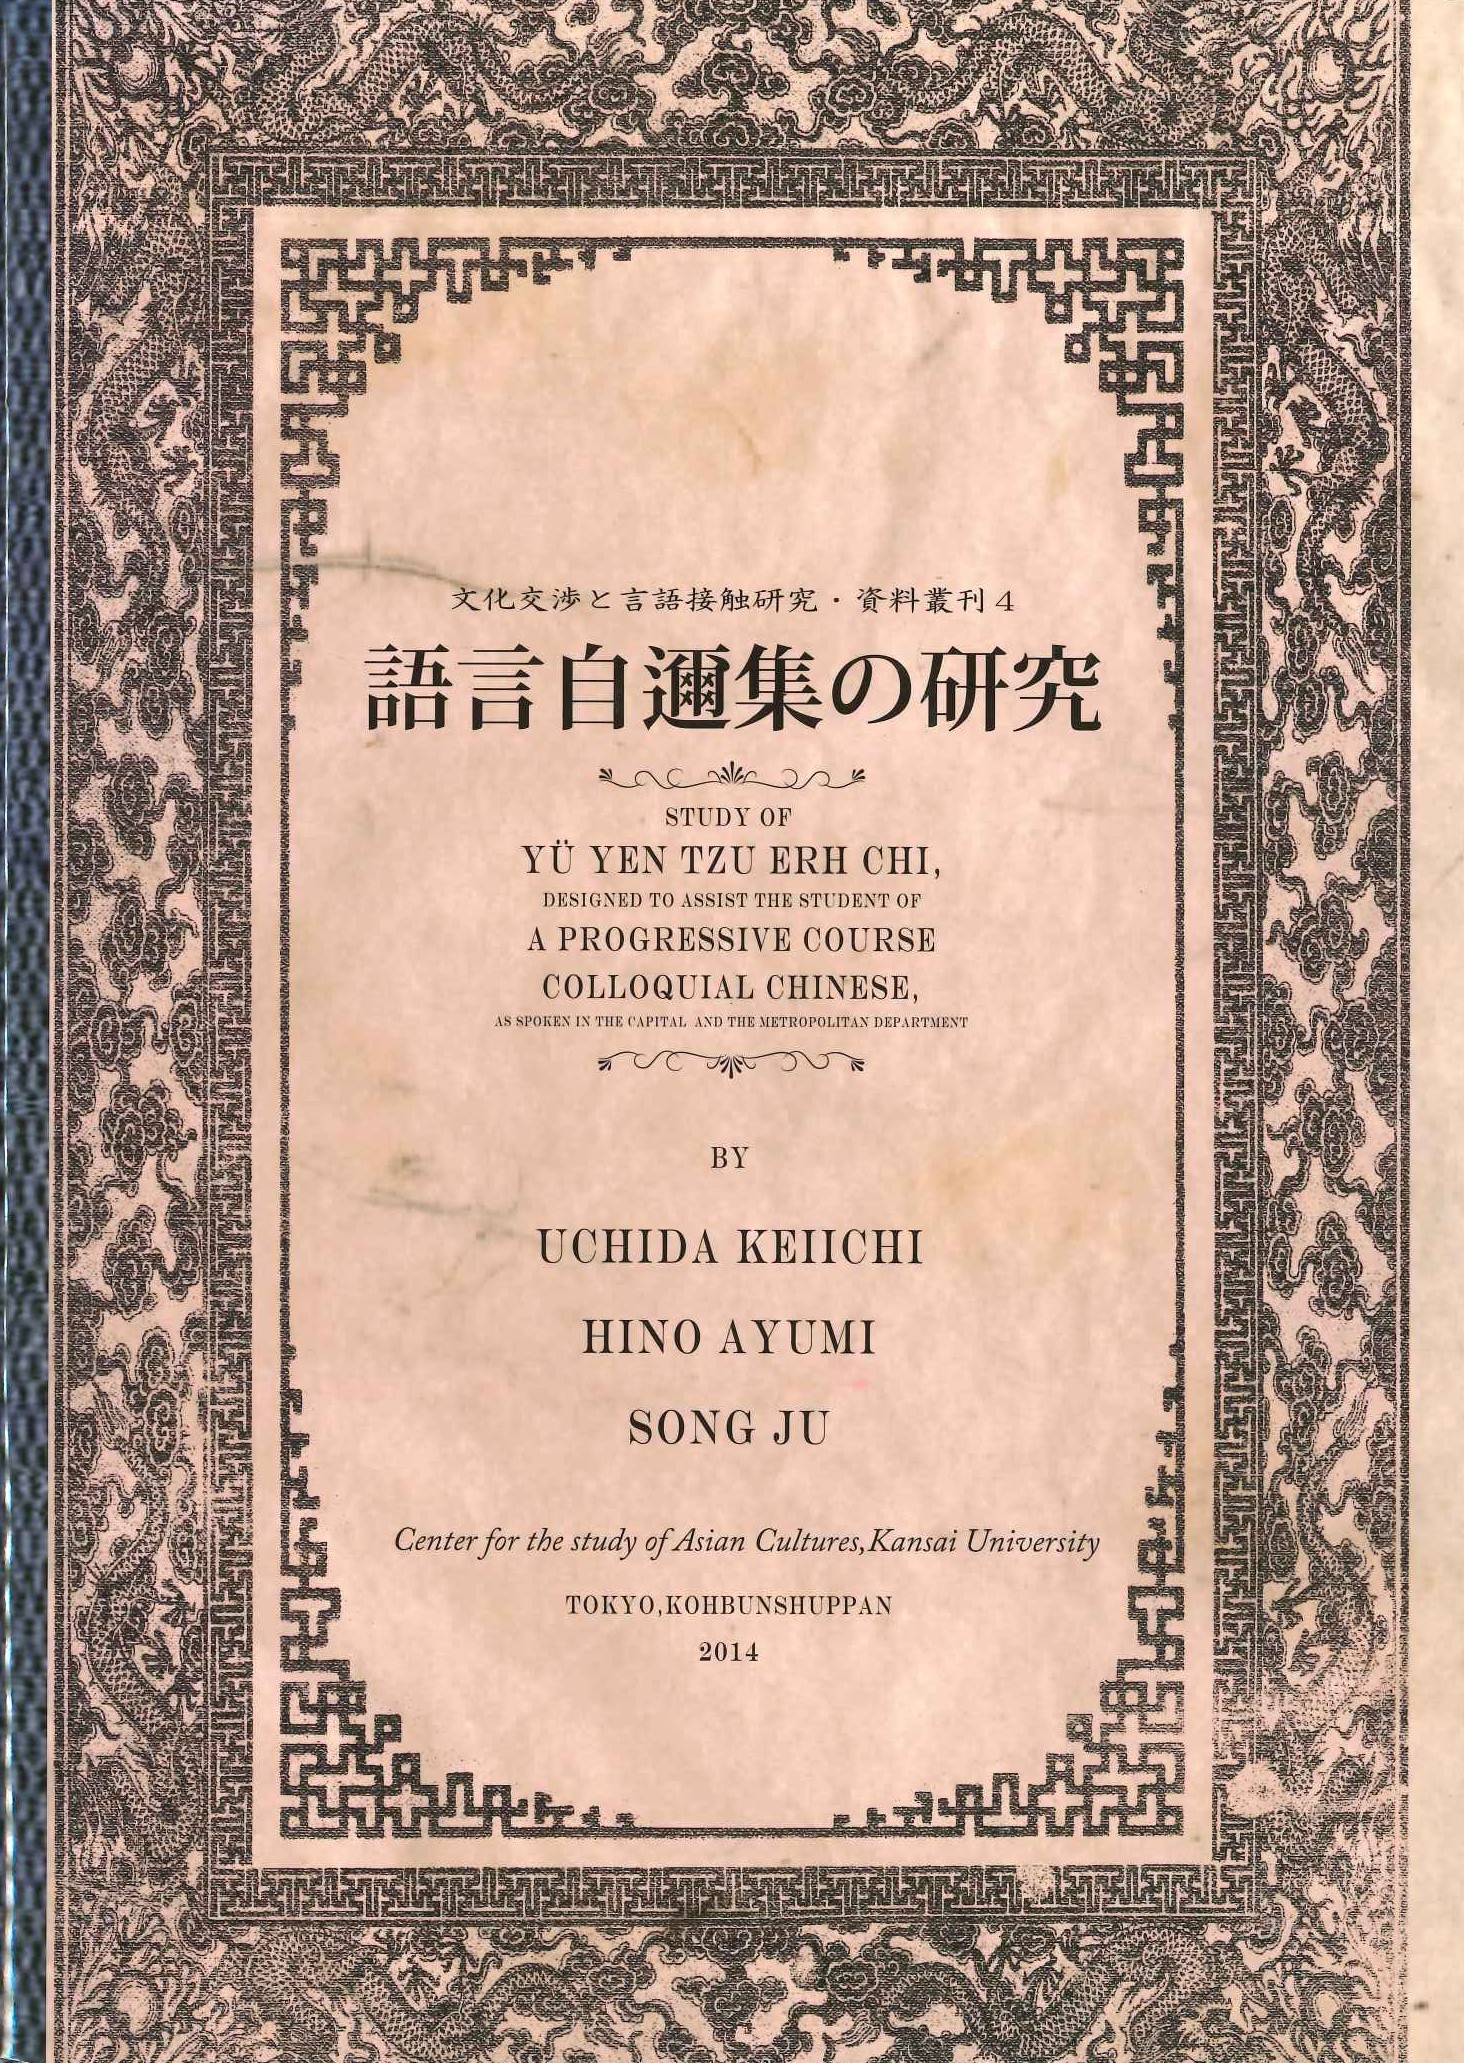 文化交渉と言語接触研究・資料叢刊4
語言自邇集の研究
STUDY OF
YÜ YEN TZU ERH CHI,
DESIGNED TO ASSIST THE STUDENT OF
A PROGRESSIVE COURSE
COLLOQUIAL CHINESE,
AS SPOKEN IN THE CAPITAL AND THE METROPOLITAN DEPARTMENT
BY
UCHIDA KEIICHI
HINO AYUMI
SONG JU
Center for the study of Asian Cultures,Kansai University
TOKYO,KOHBUNSHUPPAN
2014